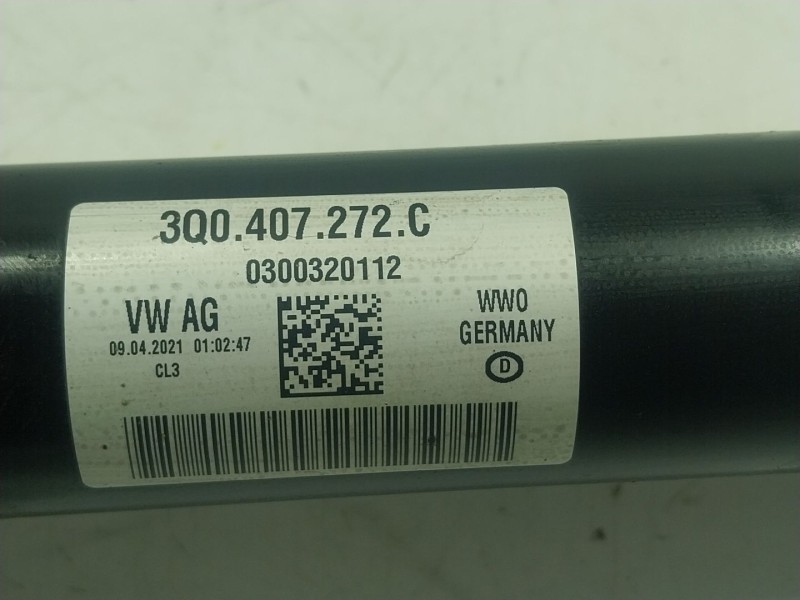 3Q0.407.272.C
0300320112
VW AG
09.04.2021 01:02:47
CL3
WWO
GERMANY
D